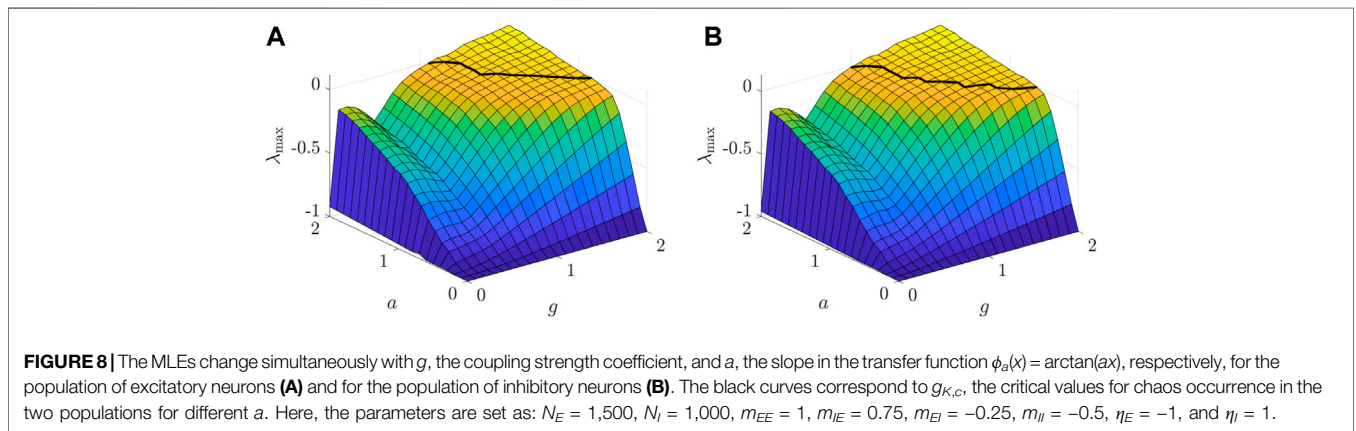 A
B
0
-0.5
-1
λmax
2
1
0
a
0
1
2
g
0
-0.5
-1
λmax
2
1
0
a
0
1
2
g
FIGURE 8 | The MLEs change simultaneously with g, the coupling strength coefficient, and a, the slope in the transfer function ϕa(x) = arctan(ax), respectively, for the
population of excitatory neurons (A) and for the population of inhibitory neurons (B). The black curves correspond to gK,c, the critical values for chaos occurrence in the
two populations for different a. Here, the parameters are set as: NE = 1,500, NI = 1,000, mEE = 1, mIE = 0.75, mEI = −0.25, mII = −0.5, ηE = −1, and ηI = 1.